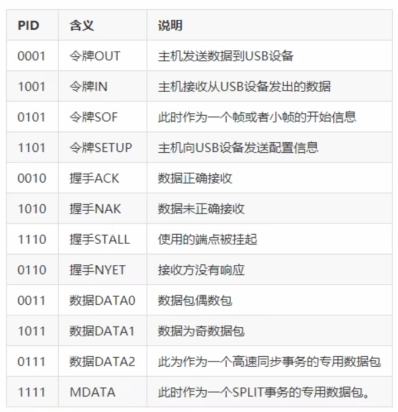 PID 含义 说明
0001 令牌OUT 主机发送数据到USB设备
1001 令牌IN 主机接收从USB设备发出的数据
0101 令牌SOF 此时作为一个帧或者小帧的开始信息
1101 令牌SETUP 主机向USB设备发送配置信息
0010 握手ACK 数据正确接收
1010 握手NAK 数据未正确接收
1110 握手STALL 使用的端点被挂起
0110 握手NYET 接收方没有响应
0011 数据DATA0 数据包偶数包
1011 数据DATA1 数据为奇数据包
0111 数据DATA2 此为作为一个高速同步事务的专用数据包
1111 MDATA 此时作为一个SPLIT事务的专用数据包。